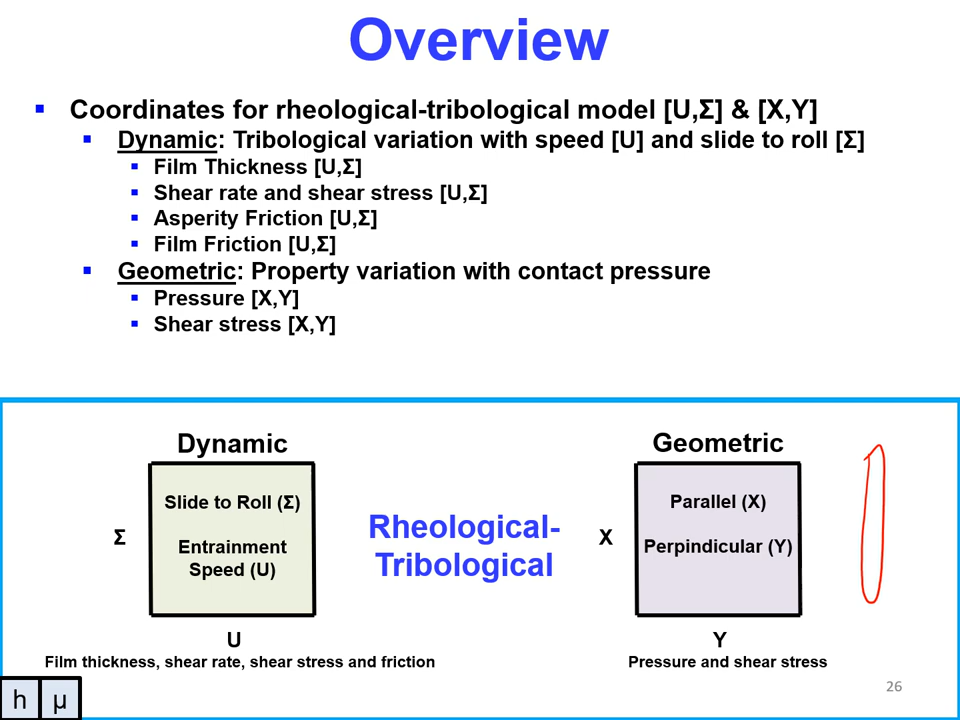 Overview
Coordinates for rheological-tribological model [U,Σ] & [X,Y]
Dynamic: Tribological variation with speed [U] and slide to roll [Σ]
Film Thickness [U,Σ]
Shear rate and shear stress [U,Σ]
Asperity Friction [U,Σ]
Film Friction [U,Σ]
Geometric: Property variation with contact pressure
Pressure [X,Y]
Shear stress [X,Y]
Dynamic
Slide to Roll (Σ)
Entrainment
Speed (U)
Σ
U
Film thickness, shear rate, shear stress and friction
Rheological-
Tribological
Geometric
Parallel (X)
Perpindicular (Y)
X
Y
Pressure and shear stress
26
h μ